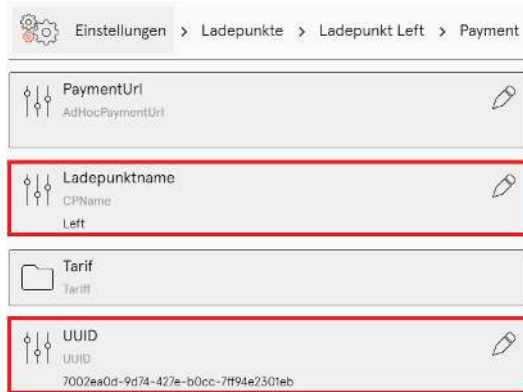 Einstellungen > Ladepunkte > Ladepunkt Left > Payment
PaymentUrl
AdHocPaymentUrl
Ladepunktname
CPName
Left
Tarif
Tariff
UUID
UUID
7002ea0d-9d74-427e-b0cc-7ff94e2301eb